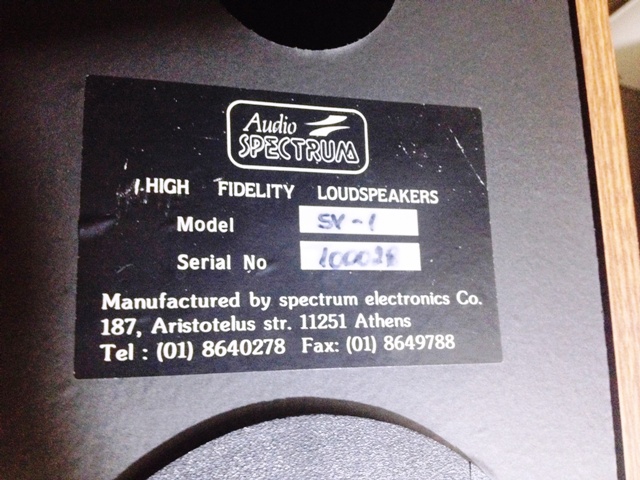 Audio
SPECTRUM
HIGH FIDELITY LOUDSPEAKERS
Model SV-1
Serial No
Manufactured by spectrum electronics Co.
187, Aristotelus str. 11251 Athens
Tel : (01) 8640278 Fax: (01) 8649788